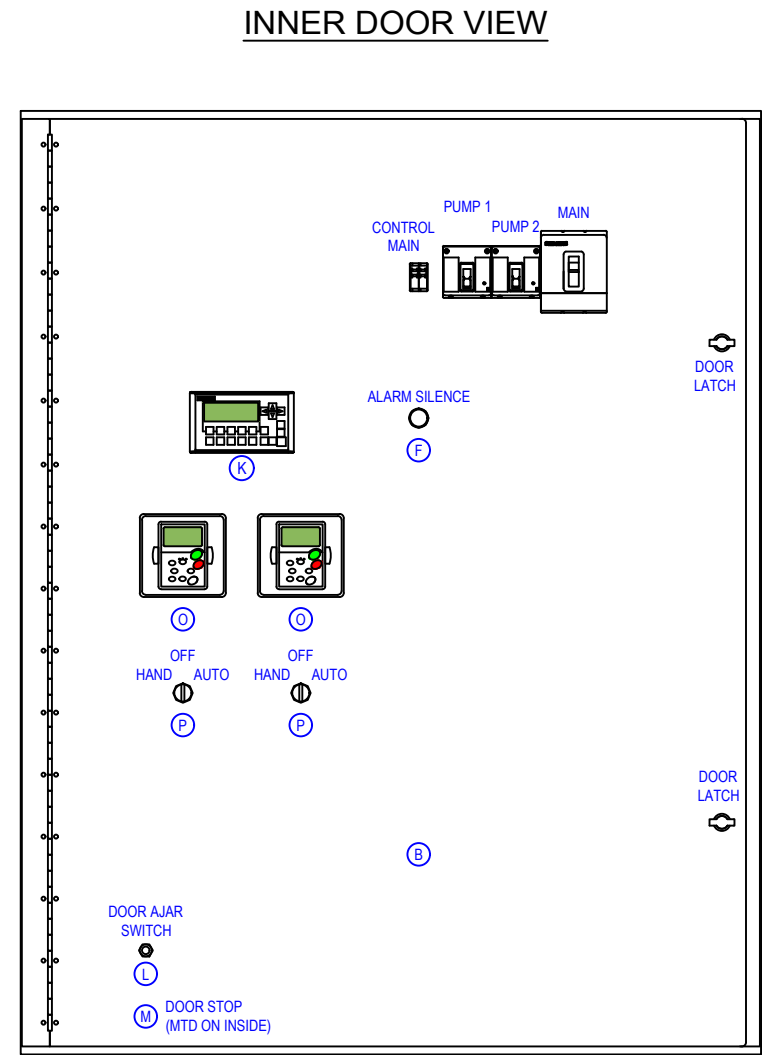 INNER DOOR VIEW
PUMP 1
MAIN
PUMP 2
CONTROL
MAIN
DOOR
LATCH
ALARM SILENCE
F
K
O
O
OFF
OFF
HAND AUTO
HAND AUTO
P
P
DOOR
LATCH
B
DOOR AJAR
SWITCH
L
M DOOR STOP
(MTD ON INSIDE)